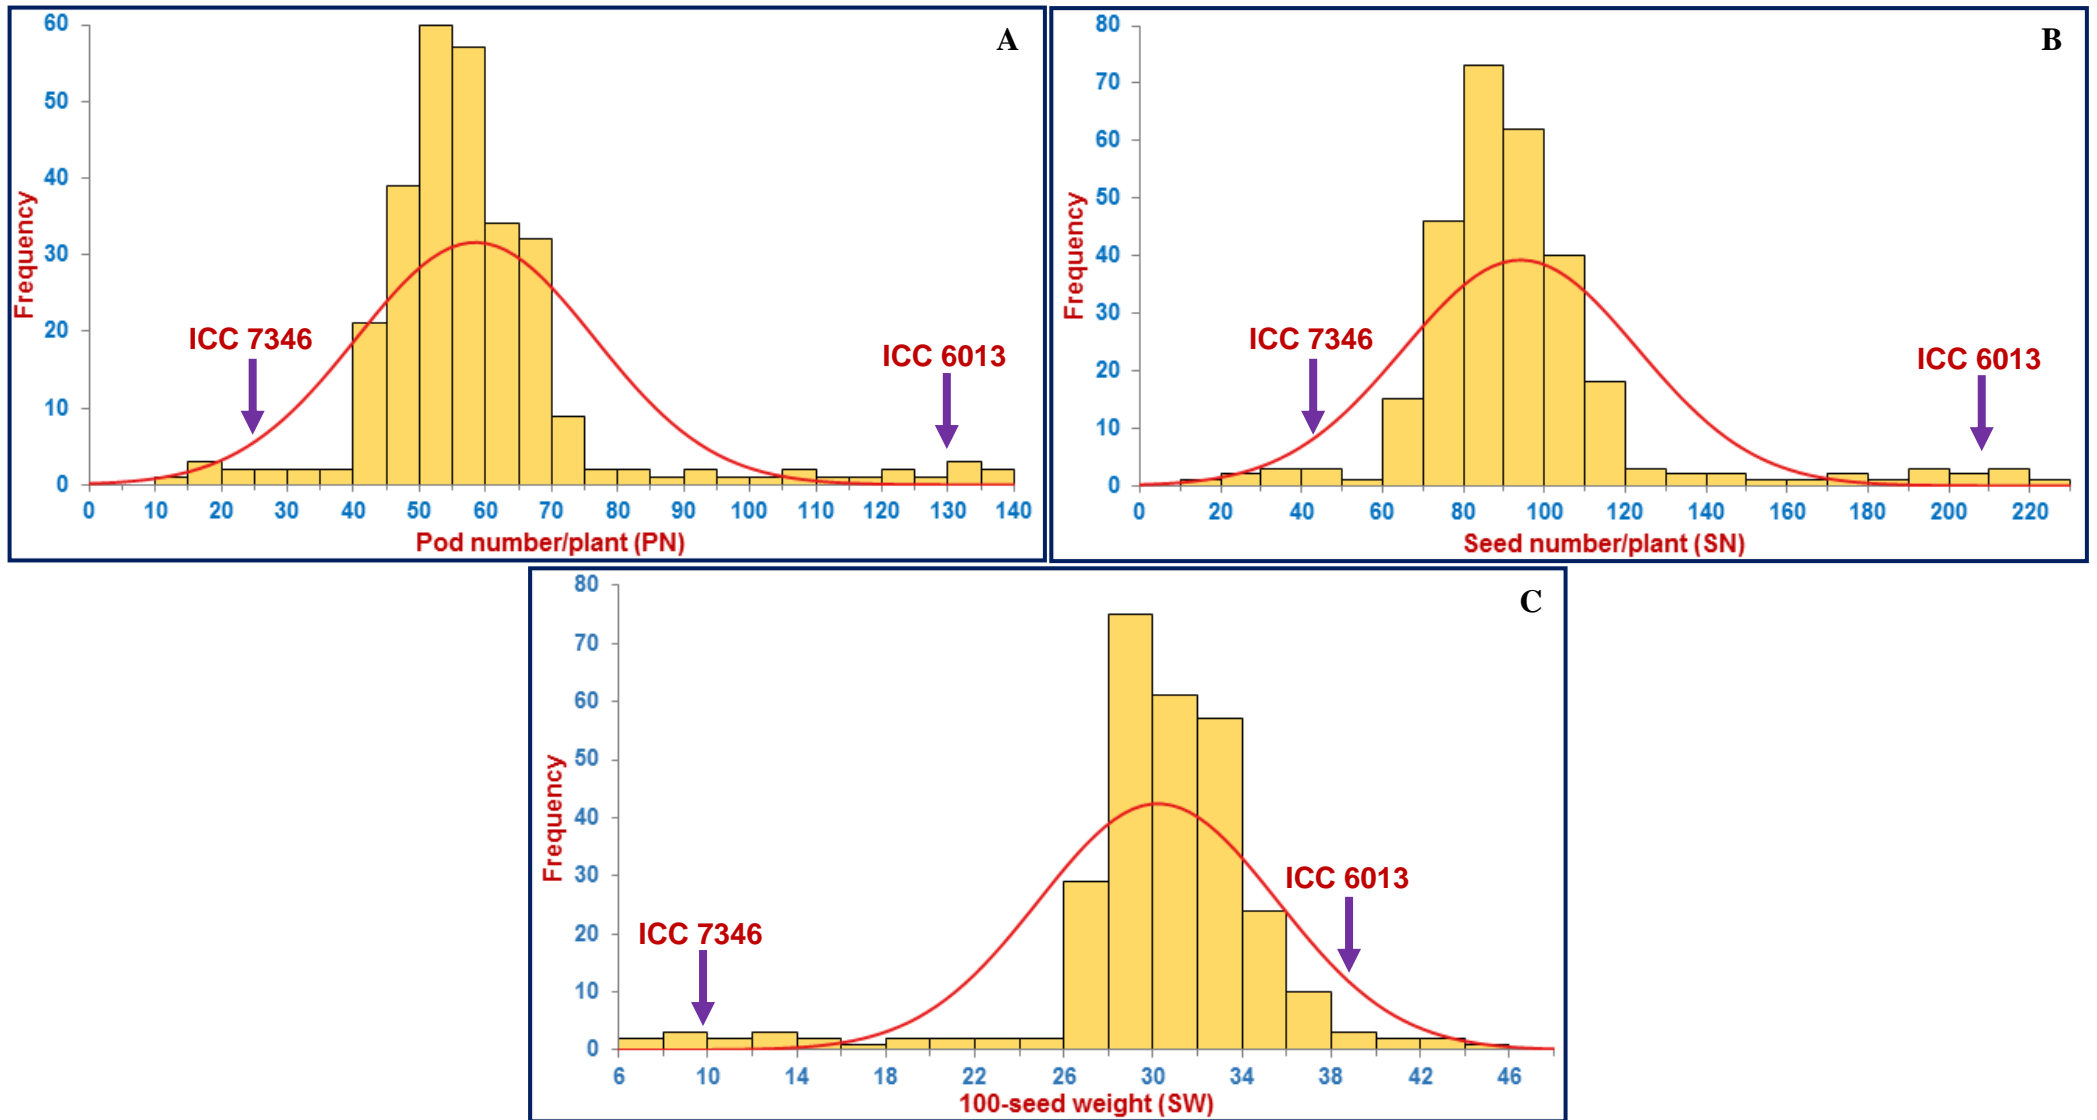 A
60
50
40
30
20
10
0
Frequency
ICC 7346
ICC 6013
0 10 20 30 40 50 60 70 80 90 100 110 120 130 140
Pod number/plant (PN)
B
80
70
60
50
40
30
20
10
0
Frequency
ICC 7346
ICC 6013
0 20 40 60 80 100 120 140 160 180 200 220
Seed number/plant (SN)
C
80
70
60
50
40
30
20
10
0
Frequency
ICC 6013
ICC 7346
6 10 14 18 22 26 30 34 38 42 46
100-seed weight (SW)